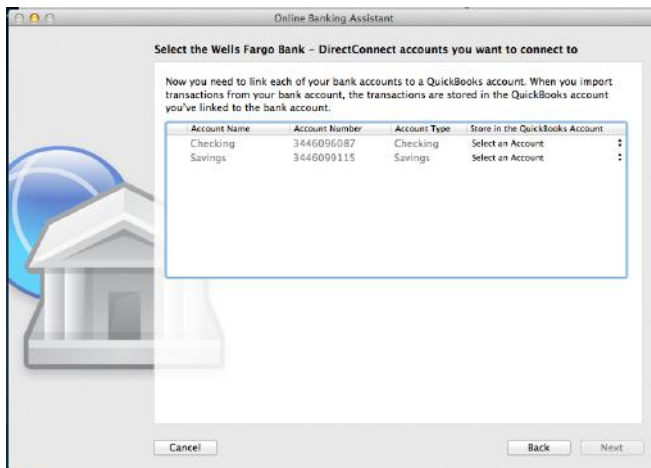 Online Banking Assistant
Select the Wells Fargo Bank – DirectConnect accounts you want to connect to
Now you need to link each of your bank accounts to a QuickBooks account. When you import
transactions from your bank account, the transactions are stored in the QuickBooks account
you've linked to the bank account.
Account Name Account Number Account Type Store in the QuickBooks Account
Checking 3446096087 Checking Select an Account
Savings 3446099115 Savings Select an Account
Cancel Back Next